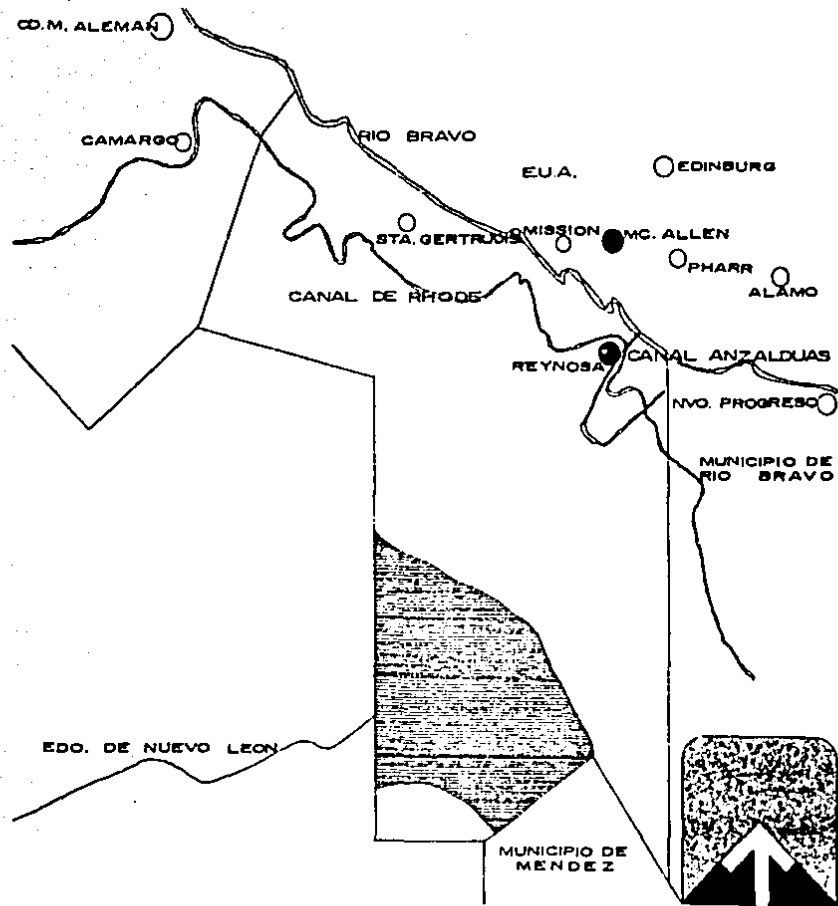 CD. M. ALEMAN
CAMARGO
RIO BRAVO
E.U.A.
EDINBURG
STA. GERTRUDIS
MISSION
MC. ALLEN
PHARR
ALAMO
CANAL DE RHODE
REYNOSA
CANAL ANZALDUAS
NVO. PROGRESO
MUNICIPIO DE
RIO BRAVO
EDO. DE NUEVO LEON
MUNICIPIO DE
MENDEZ